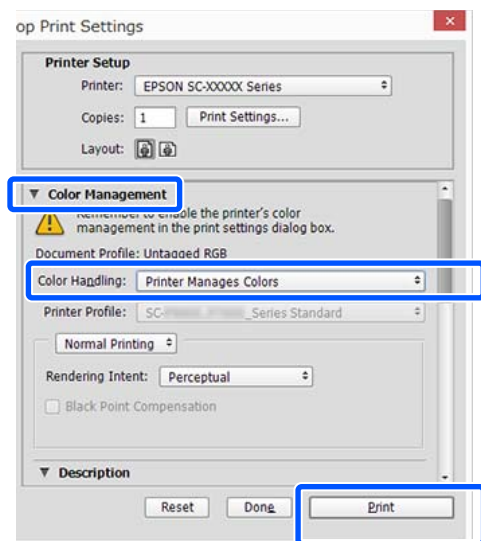 op Print Settings
Printer Setup
Printer: EPSON SC-XXXXX Series
Copies: 1 Print Settings...
Layout:
Color Management
Remember to enable the printer's color
management in the print settings dialog box.
Document Profile: Untagged RGB
Color Handling: Printer Manages Colors
Printer Profile: SC- _Series Standard
Normal Printing
Rendering Intent: Perceptual
Black Point Compensation
Description
Reset Done Print